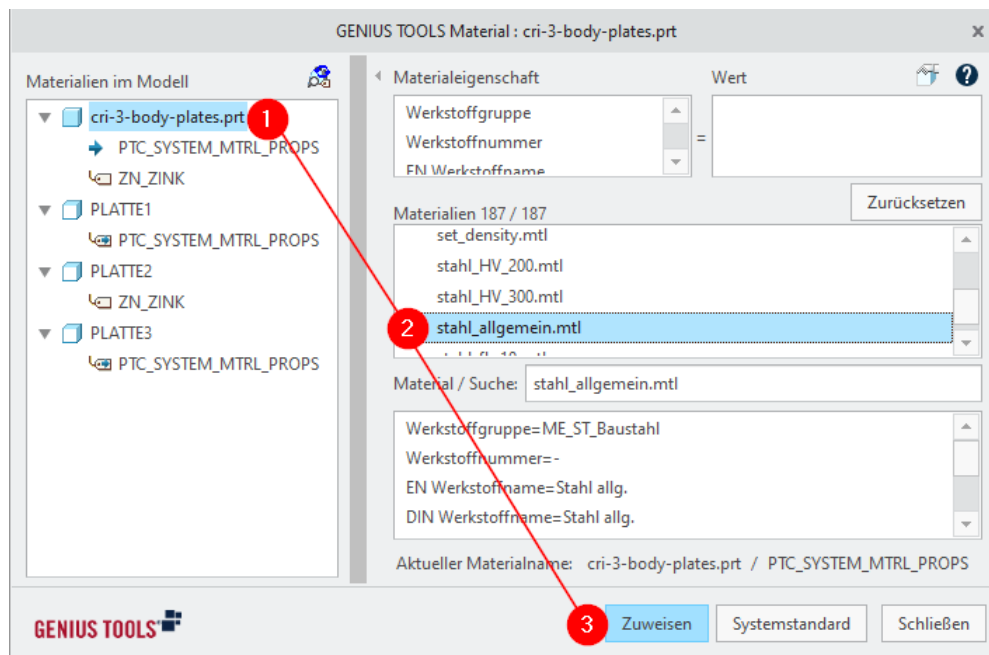 GENIUS TOOLS Material : cri-3-body-plates.prt
Materialien im Modell
cri-3-body-plates.prt
1
PTC_SYSTEM_MTRL_PROPS
ZN_ZINK
PLATTE1
PTC_SYSTEM_MTRL_PROPS
PLATTE2
ZN_ZINK
PLATTE3
PTC_SYSTEM_MTRL_PROPS
Materialeigenschaft Wert
Werkstoffgruppe
Werkstoffnummer
=
EN Werkstoffname
Zurücksetzen
Materialien 187 / 187
set_density.mtl
stahl_HV_200.mtl
stahl_HV_300.mtl
2 stahl_allgemein.mtl
Material / Suche: stahl_allgemein.mtl
Werkstoffgruppe=ME_ST_Baustahl
Werkstoffnummer=-
EN Werkstoffname=Stahl allg.
DIN Werkstoffname=Stahl allg.
Aktueller Materialname: cri-3-body-plates.prt / PTC_SYSTEM_MTRL_PROPS
GENIUS TOOLS
3 Zuweisen Systemstandard Schließen